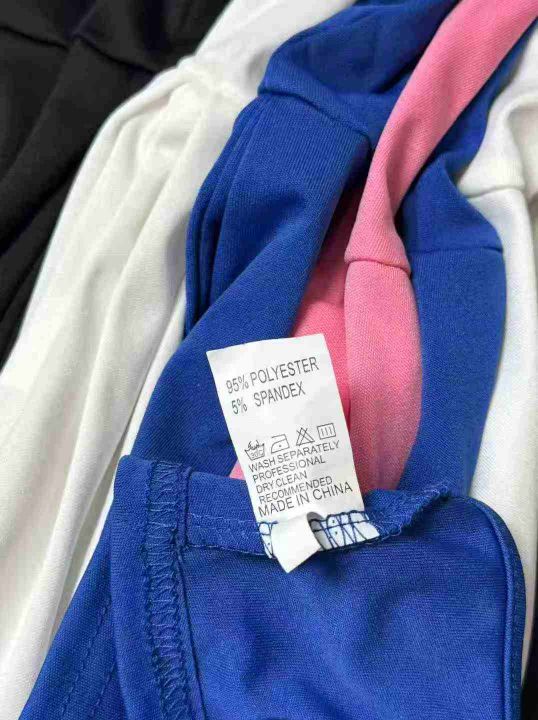 95% POLYESTER
5% SPANDEX
WASH SEPARATELY
PROFESSIONAL
DRY CLEAN
RECOMMENDED
MADE IN CHINA